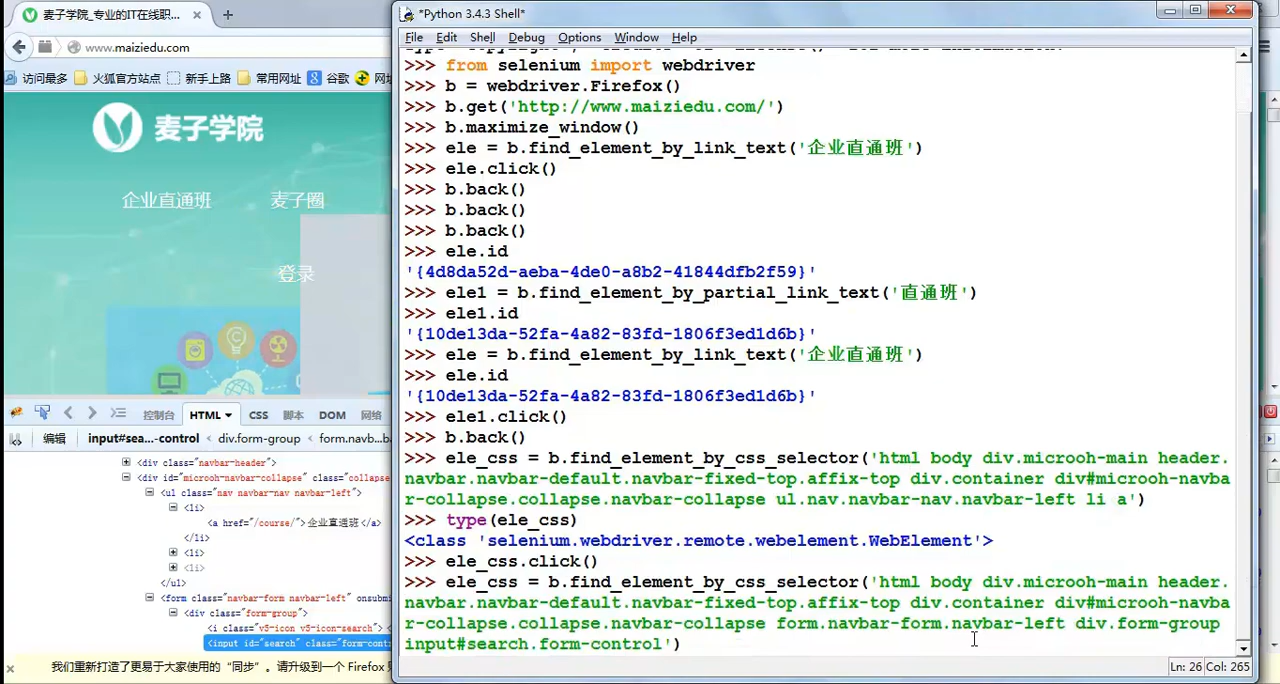 麦子学院_专业的IT在线职...
www.maiziedu.com
访问最多 火狐官方站点 新手上路 常用网址 谷歌 网址
麦子学院
企业直通班 麦子圈
登录
控制台 HTML CSS 脚本 DOM 网络
编辑 input#sea...-control < div.form-group < form.navb...ba
<div class="navbar-header">
<div id="microoh-navbar-collapse" class="collapse
<ul class="nav navbar-nav navbar-left">
<li>
<a href="/course/">企业直通班</a>
</li>
<li>
<li>
</ul>
<form class="navbar-form navbar-left" onsubmi
<div class="form-group">
<i class="v5-icon v5-icon-search"> <
<input id="search" class="form-contr
我们重新打造了更易于大家使用的“同步”。请升级到一个 Firefox
*Python 3.4.3 Shell*
File Edit Shell Debug Options Window Help
>>> from selenium import webdriver
>>> b = webdriver.Firefox()
>>> b.get('http://www.maiziedu.com/')
>>> b.maximize_window()
>>> ele = b.find_element_by_link_text('企业直通班')
>>> ele.click()
>>> b.back()
>>> b.back()
>>> b.back()
>>> ele.id
'{4d8da52d-aeba-4de0-a8b2-41844dfb2f59}'
>>> ele1 = b.find_element_by_partial_link_text('直通班')
>>> ele1.id
'{10de13da-52fa-4a82-83fd-1806f3ed1d6b}'
>>> ele = b.find_element_by_link_text('企业直通班')
>>> ele.id
'{10de13da-52fa-4a82-83fd-1806f3ed1d6b}'
>>> ele1.click()
>>> b.back()
>>> ele_css = b.find_element_by_css_selector('html body div.microoh-main header.
navbar.navbar-default.navbar-fixed-top.affix-top div.container div#microoh-navba
r-collapse.collapse.navbar-collapse ul.nav.navbar-nav.navbar-left li a')
>>> type(ele_css)
<class 'selenium.webdriver.remote.webelement.WebElement'>
>>> ele_css.click()
>>> ele_css = b.find_element_by_css_selector('html body div.microoh-main header.
navbar.navbar-default.navbar-fixed-top.affix-top div.container div#microoh-navba
r-collapse.collapse.navbar-collapse form.navbar-form.navbar-left div.form-group
input#search.form-control')
Ln: 26 Col: 265